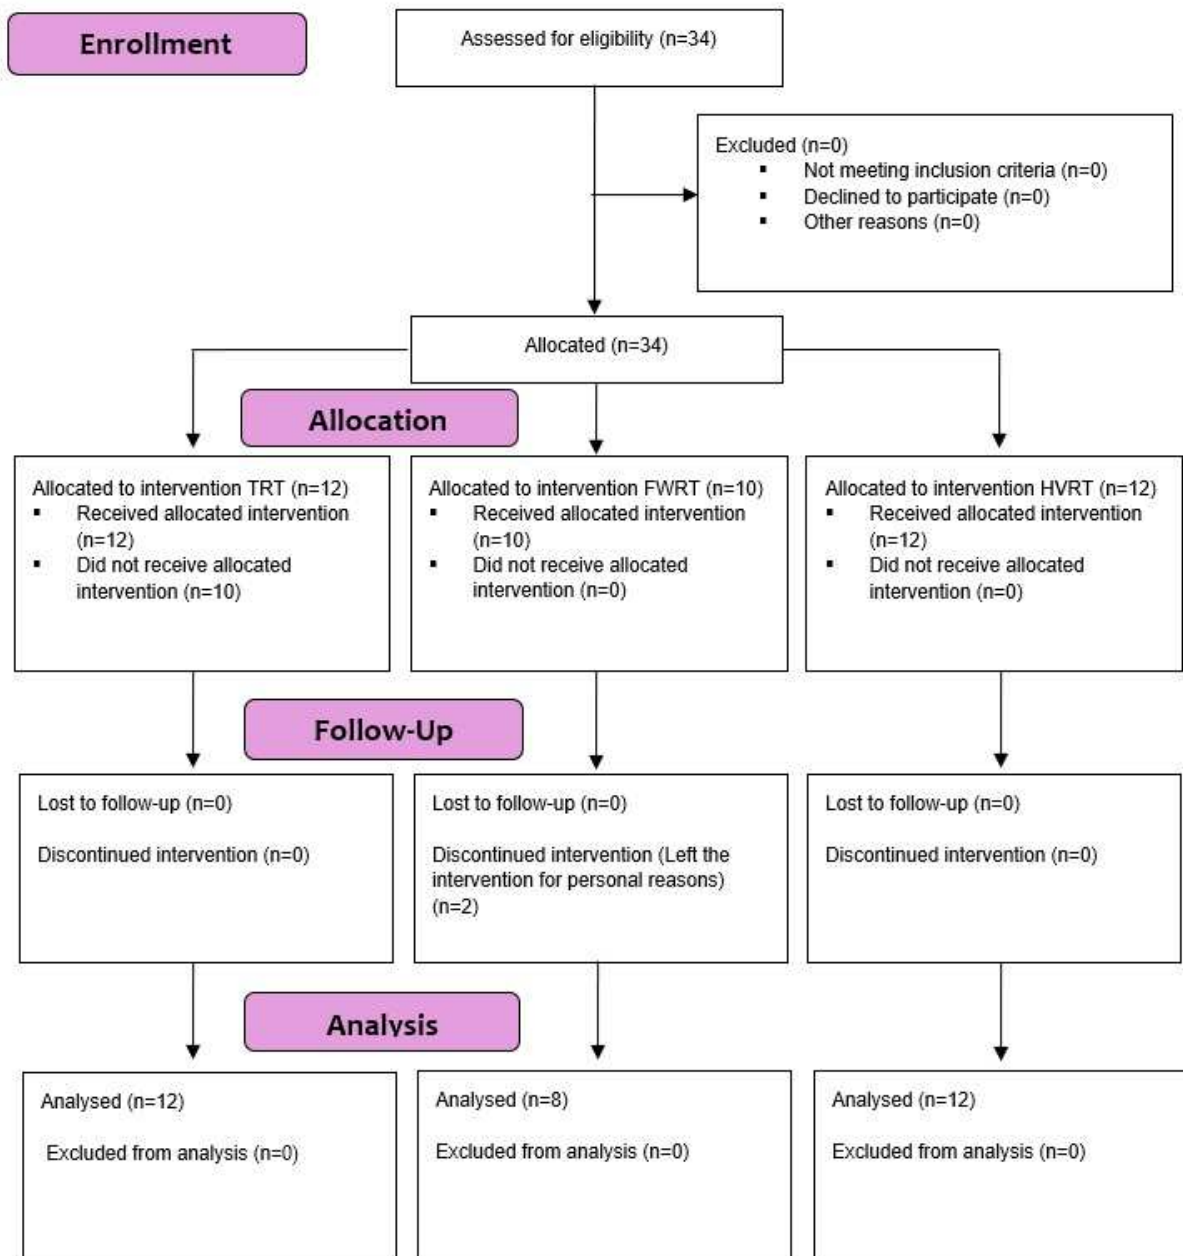 Enrollment
Assessed for eligibility (n=34)
Excluded (n=0)
▪ Not meeting inclusion criteria (n=0)
▪ Declined to participate (n=0)
▪ Other reasons (n=0)
Allocated (n=34)
Allocation
Allocated to intervention TRT (n=12)
▪ Received allocated intervention
(n=12)
▪ Did not receive allocated
intervention (n=10)
Allocated to intervention FWRT (n=10)
▪ Received allocated intervention
(n=10)
▪ Did not receive allocated
intervention (n=0)
Allocated to intervention HVRT (n=12)
▪ Received allocated intervention
(n=12)
▪ Did not receive allocated
intervention (n=0)
Follow-Up
Lost to follow-up (n=0)
Discontinued intervention (n=0)
Lost to follow-up (n=0)
Discontinued intervention (Left the
intervention for personal reasons)
(n=2)
Lost to follow-up (n=0)
Discontinued intervention (n=0)
Analysis
Analysed (n=12)
Excluded from analysis (n=0)
Analysed (n=8)
Excluded from analysis (n=0)
Analysed (n=12)
Excluded from analysis (n=0)